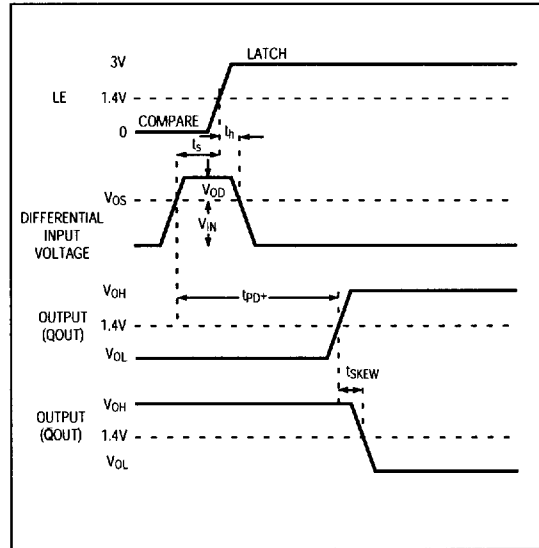 3V
LATCH
LE
1.4V
COMPARE
0
ts
th
VOD
VOS
VIN
DIFFERENTIAL
INPUT
VOLTAGE
VOH
tPD+
OUTPUT
(QOUT)
1.4V
VOL
tSKEW
VOH
OUTPUT
(Q̅OUT)
1.4V
VOL